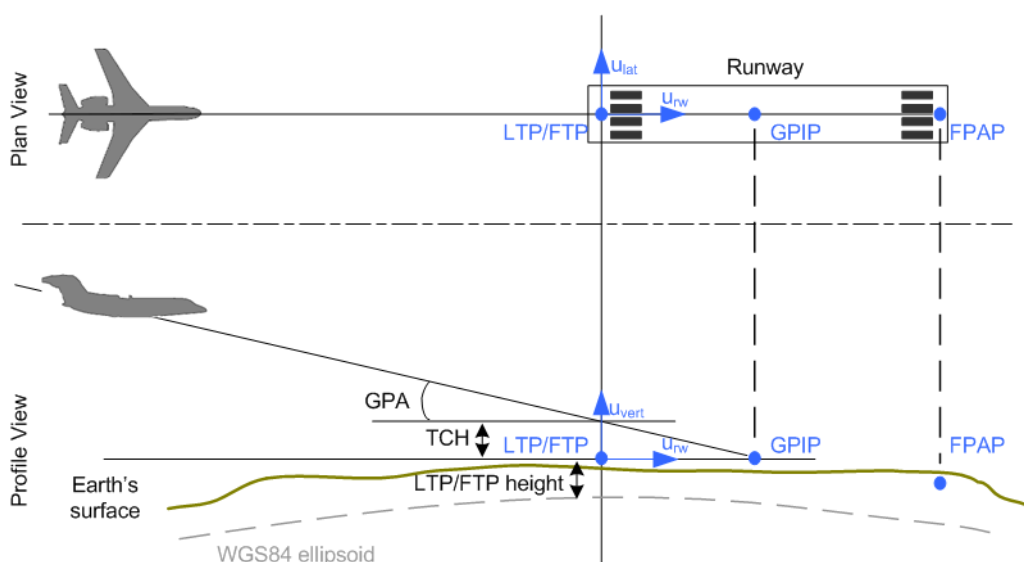 Plan View
u_lat
Runway
u_rw
LTP/FTP
GPIP
FPAP
Profile View
GPA
u_vert
TCH
LTP/FTP
u_rw
GPIP
FPAP
LTP/FTP height
Earth's
surface
WGS84 ellipsoid